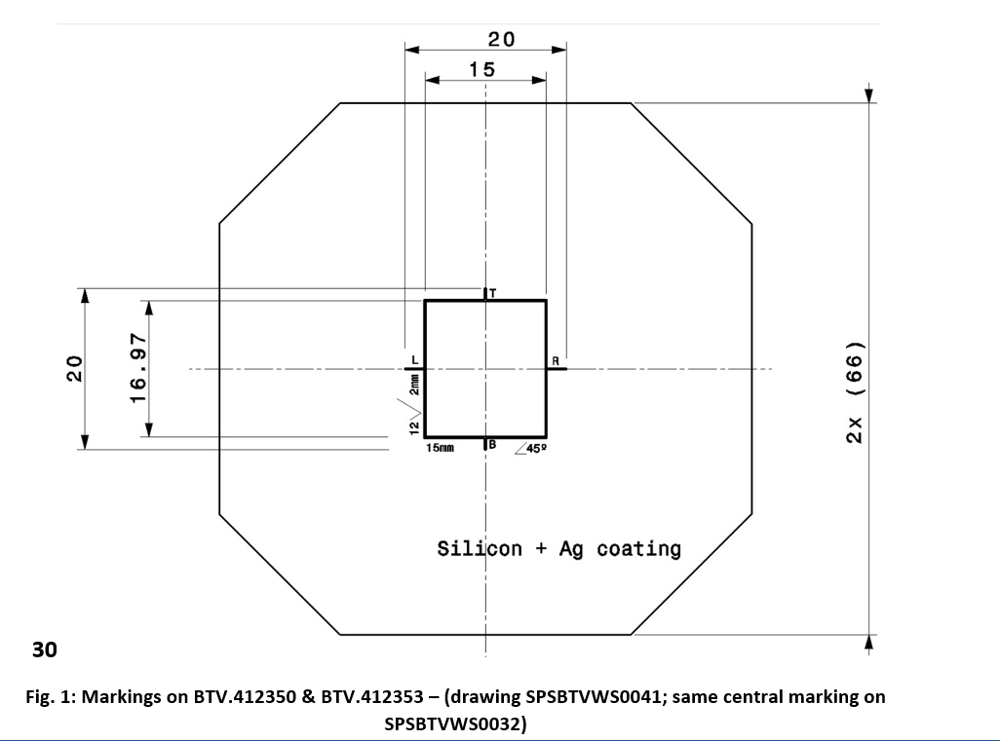 20
15
T
20
16.97
L
R
2mm
12
2x (66)
15mm
B
45º
Silicon + Ag coating
30
Fig. 1: Markings on BTV.412350 & BTV.412353 – (drawing SPSBTVWS0041; same central marking on
SPSBTVWS0032)